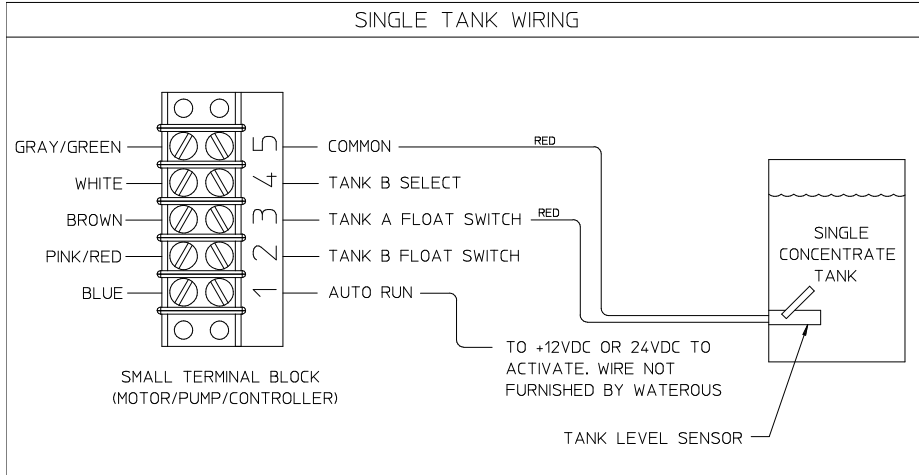 SINGLE TANK WIRING
GRAY/GREEN
5
COMMON
RED
WHITE
4
TANK B SELECT
BROWN
3
TANK A FLOAT SWITCH
RED
PINK/RED
2
TANK B FLOAT SWITCH
BLUE
1
AUTO RUN
SINGLE
CONCENTRATE
TANK
TO +12VDC OR 24VDC TO
ACTIVATE. WIRE NOT
FURNISHED BY WATEROUS
SMALL TERMINAL BLOCK
(MOTOR/PUMP/CONTROLLER)
TANK LEVEL SENSOR